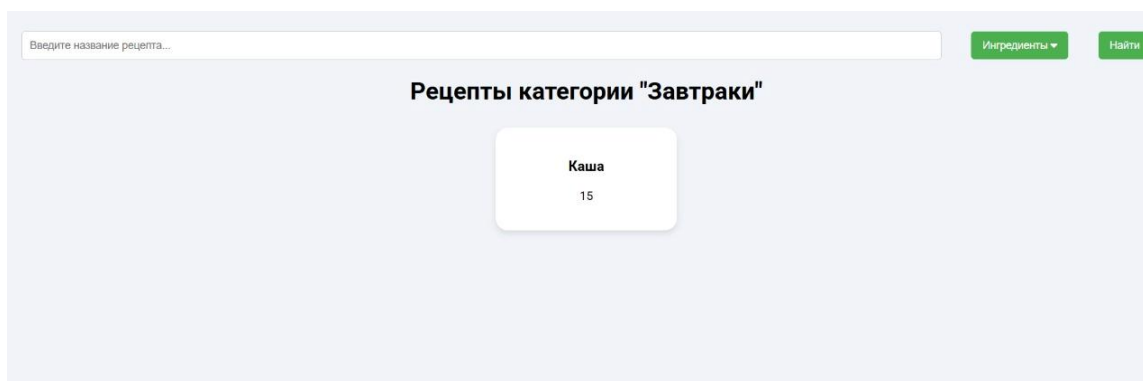 Введите название рецепта...
Ингредиенты
Найти
Рецепты категории "Завтраки"
Каша
15